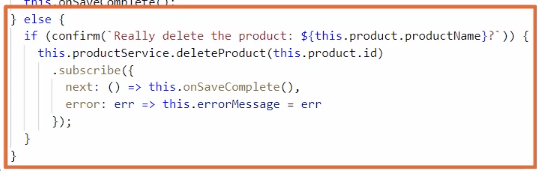 this.onSaveComplete();
} else {
if (confirm(`Really delete the product: ${this.product.productName}?`)) {
this.productService.deleteProduct(this.product.id)
.subscribe({
next: () => this.onSaveComplete(),
error: err => this.errorMessage = err
});
}
}